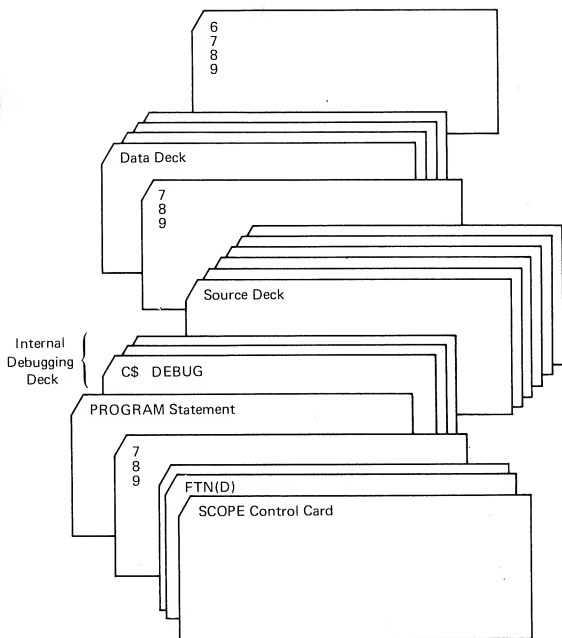 6
7
8
9
Data Deck
7
8
9
Source Deck
Internal
Debugging
Deck
C$ DEBUG
PROGRAM Statement
7
8
9
FTN(D)
SCOPE Control Card